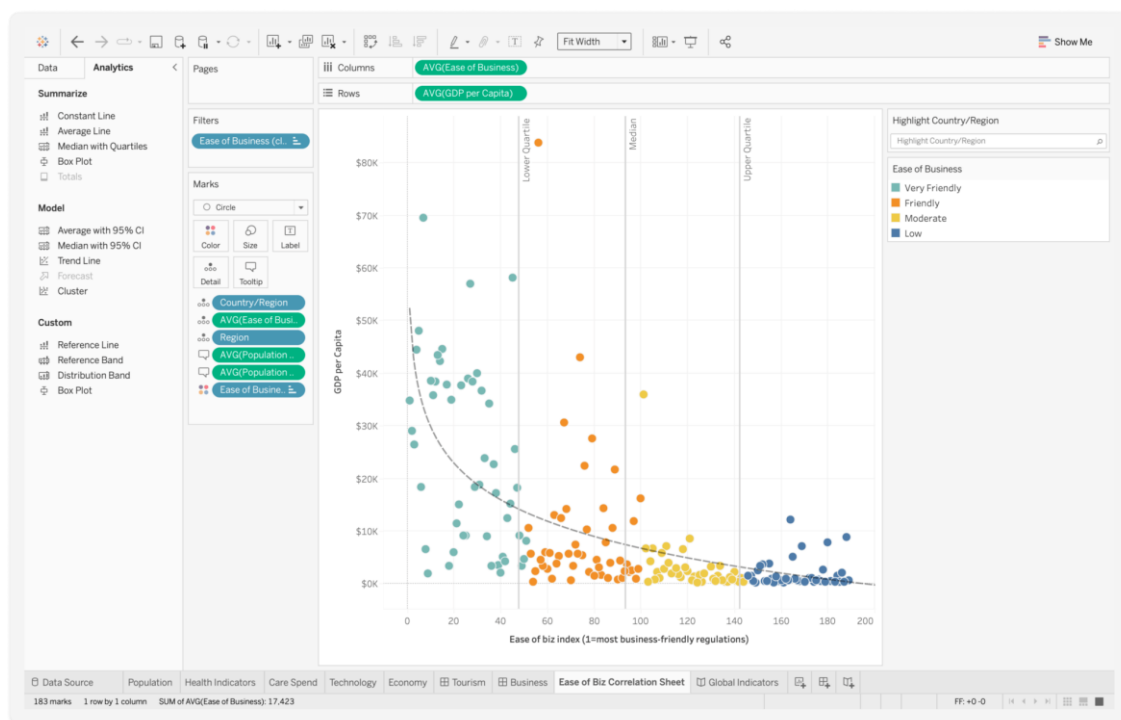 Fit Width
Show Me
Data
Analytics
Summarize
Constant Line
Average Line
Median with Quartiles
Box Plot
Totals
Model
Average with 95% CI
Median with 95% CI
Trend Line
Forecast
Cluster
Custom
Reference Line
Reference Band
Distribution Band
Box Plot
Pages
Filters
Ease of Business (cl..
Marks
Circle
Color
Size
Label
Detail
Tooltip
Country/Region
AVG(Ease of Busi..
Region
AVG(Population ..
AVG(Population ..
Ease of Busine..
Columns
AVG(Ease of Business)
Rows
AVG(GDP per Capita)
Lower Quartile
Median
Upper Quartile
GDP per Capita
$80K
$70K
$60K
$50K
$40K
$30K
$20K
$10K
$0K
0 20 40 60 80 100 120 140 160 180 200
Ease of biz index (1=most business-friendly regulations)
Highlight Country/Region
Highlight Country/Region
Ease of Business
Very Friendly
Friendly
Moderate
Low
Data Source Population Health Indicators Care Spend Technology Economy Tourism Business Ease of Biz Correlation Sheet Global Indicators
183 marks 1 row by 1 column SUM of AVG(Ease of Business): 17,423 FF: +0 -0